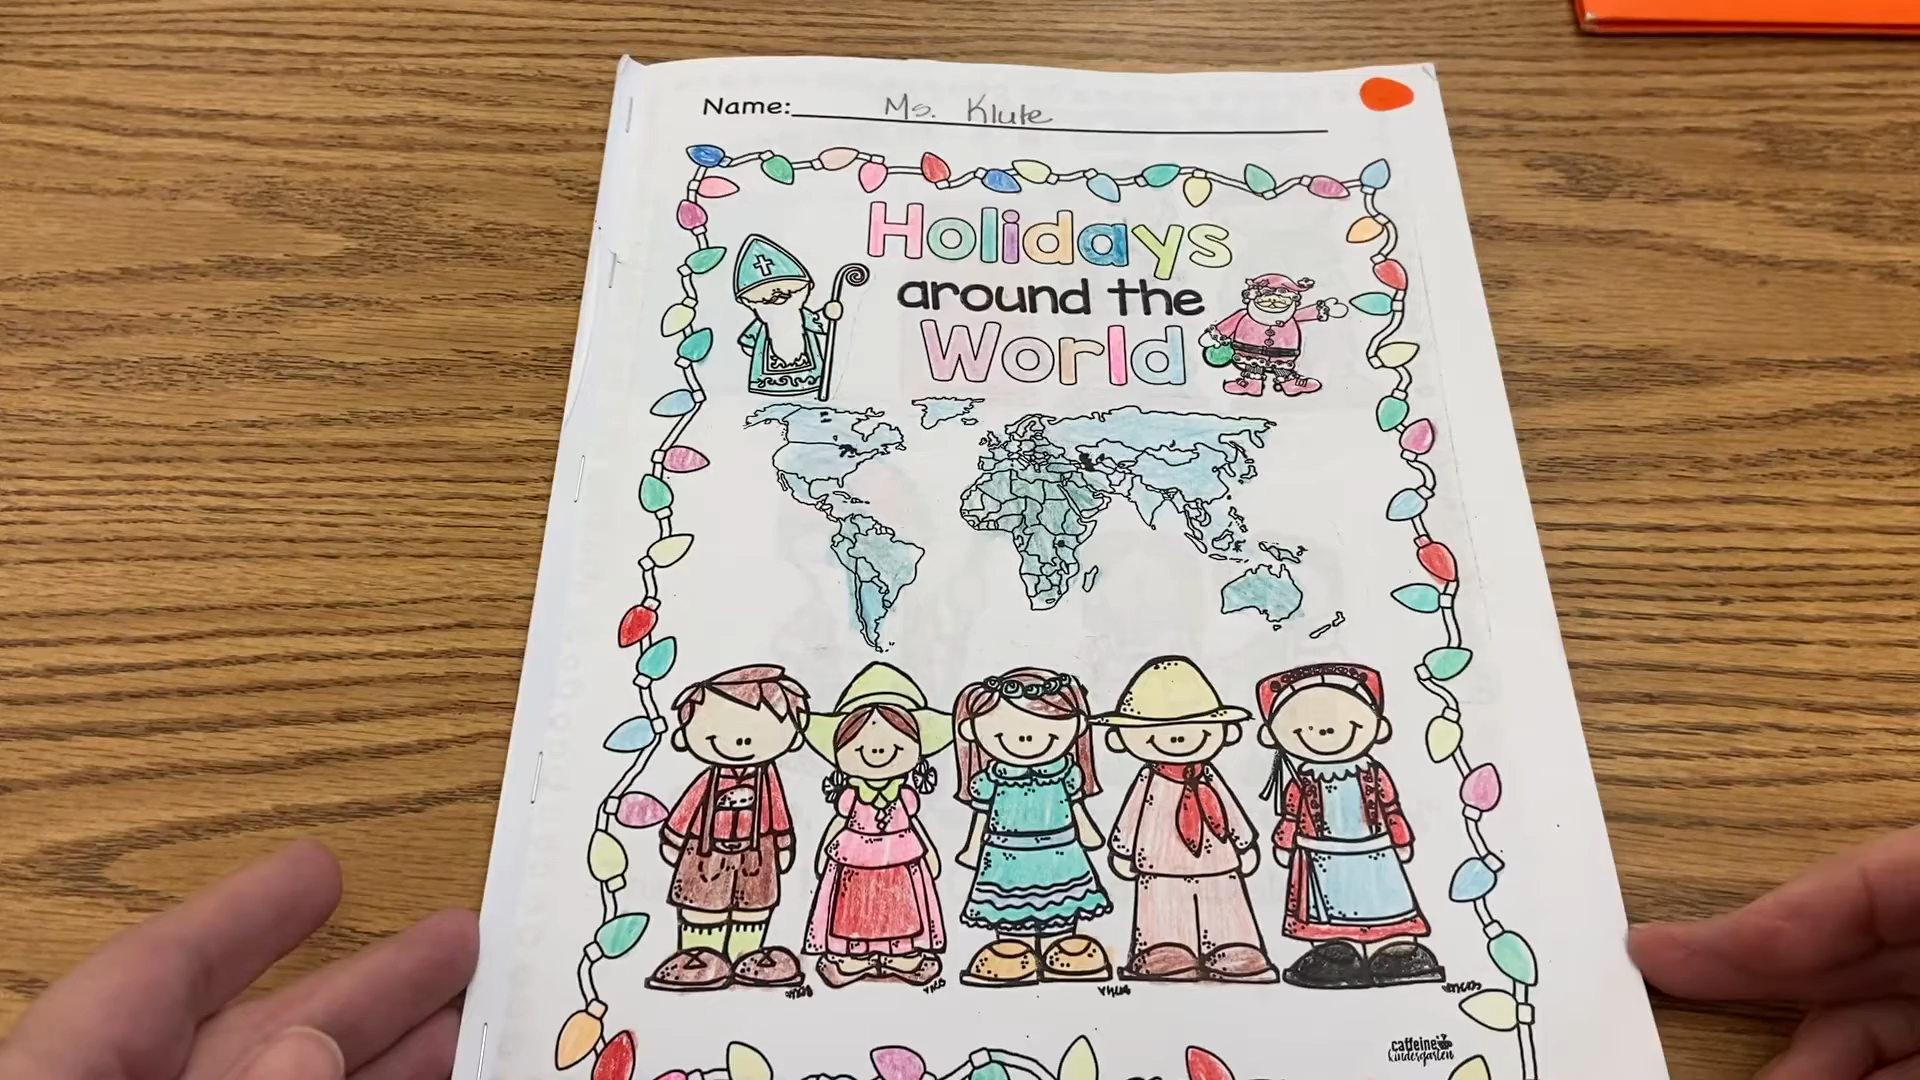 Name: Ms. Klute
Holidays
around the
World
caffeine
kindergarten